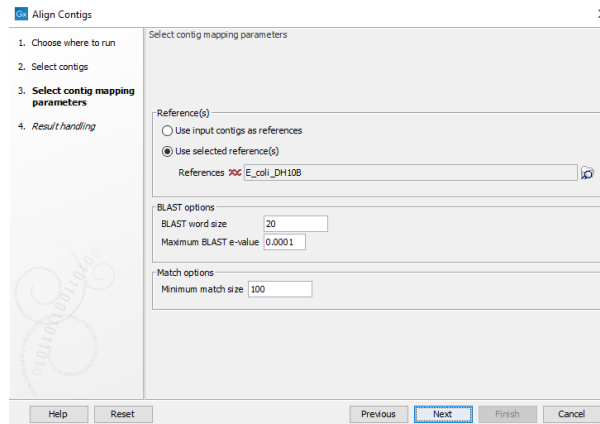 Gx Align Contigs
1. Choose where to run
2. Select contigs
3. Select contig mapping
parameters
4. Result handling
Select contig mapping parameters
Reference(s)
Use input contigs as references
Use selected reference(s)
References E_coli_DH10B
BLAST options
BLAST word size 20
Maximum BLAST e-value 0.0001
Match options
Minimum match size 100
Help Reset Previous Next Finish Cancel